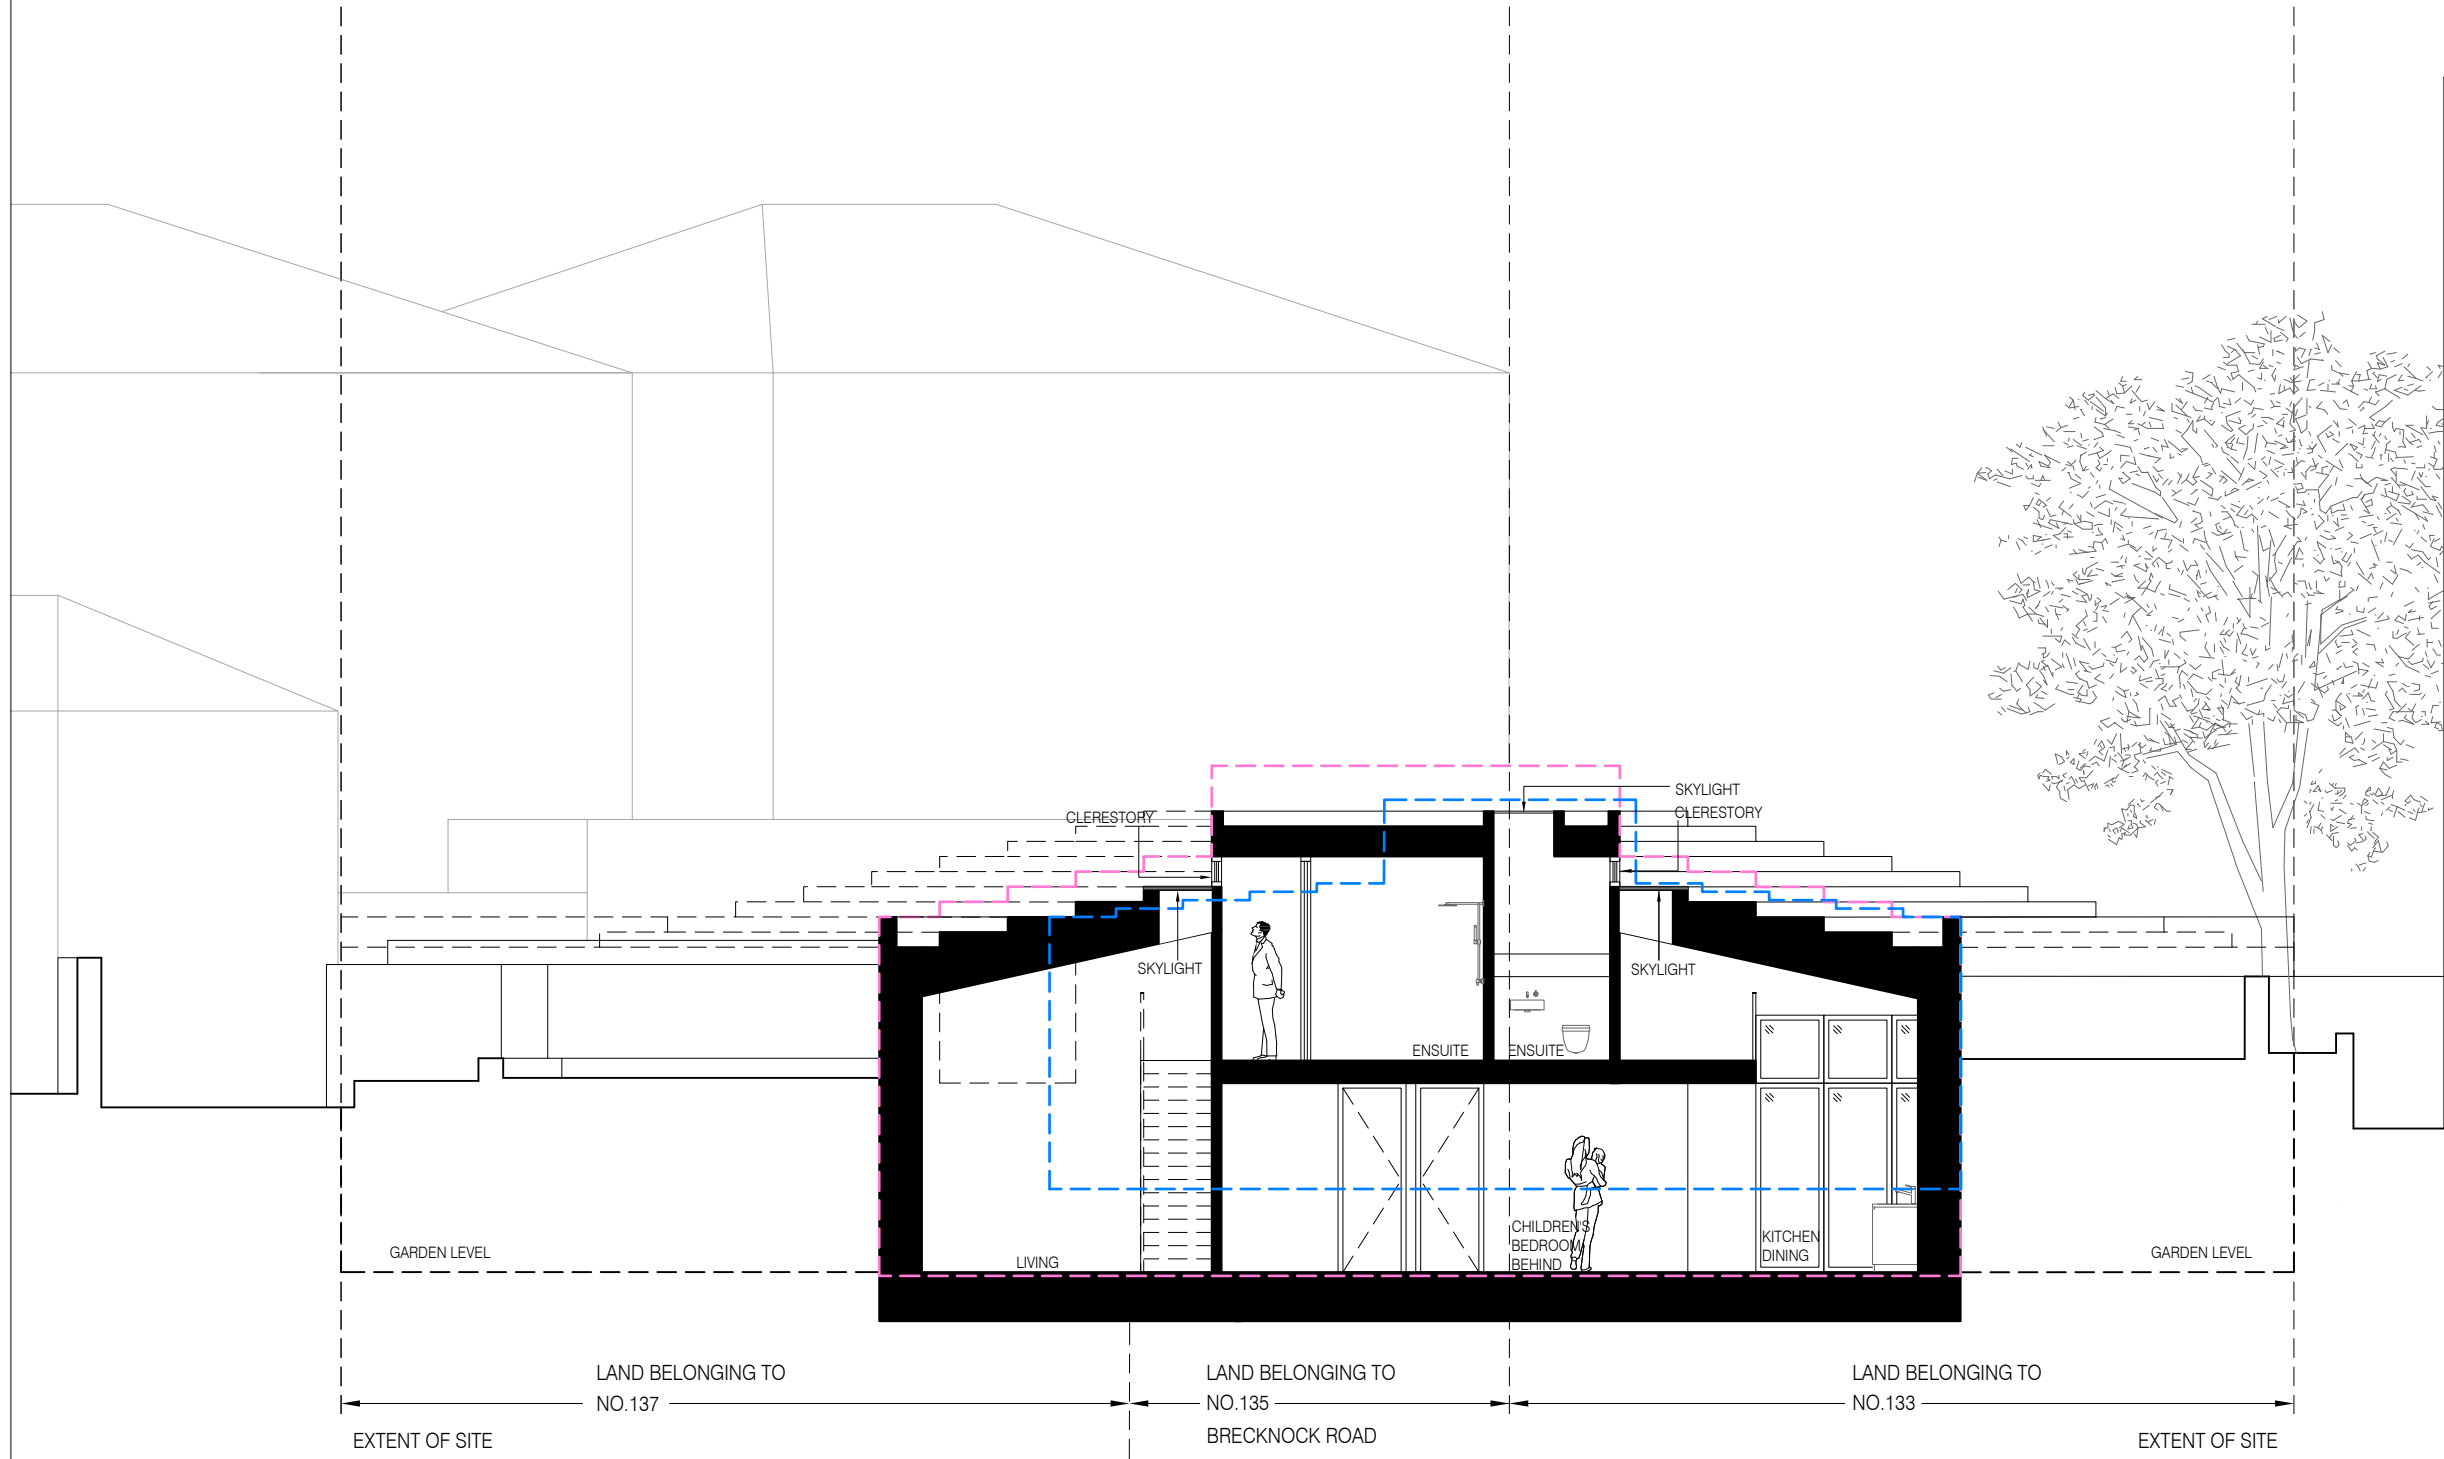 SKYLIGHT
CLERESTORY
CLERESTORY
SKYLIGHT
SKYLIGHT
ENSUITE
ENSUITE
CHILDREN'S
BEDROOM
BEHIND
KITCHEN
DINING
GARDEN LEVEL
LIVING
GARDEN LEVEL
LAND BELONGING TO
NO.137
LAND BELONGING TO
NO.135
BRECKNOCK ROAD
LAND BELONGING TO
NO.133
EXTENT OF SITE
EXTENT OF SITE